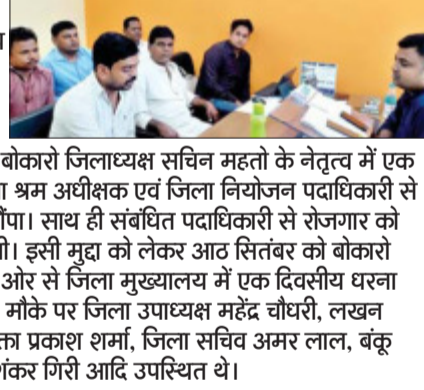 बोकारो जिलाध्यक्ष सचिन महतो के नेतृत्व में एक
श्रम अधीक्षक एवं जिला नियोजन पदाधिकारी से
साथ ही संबंधित पदाधिकारी से रोजगार को
इसी मुद्दा को लेकर आठ सितंबर को बोकारो
ओर से जिला मुख्यालय में एक दिवसीय धरना
मौके पर जिला उपाध्यक्ष महेंद्र चौधरी, लखन
प्रकाश शर्मा, जिला सचिव अमर लाल, बंकू
गिरी आदि उपस्थित थे।